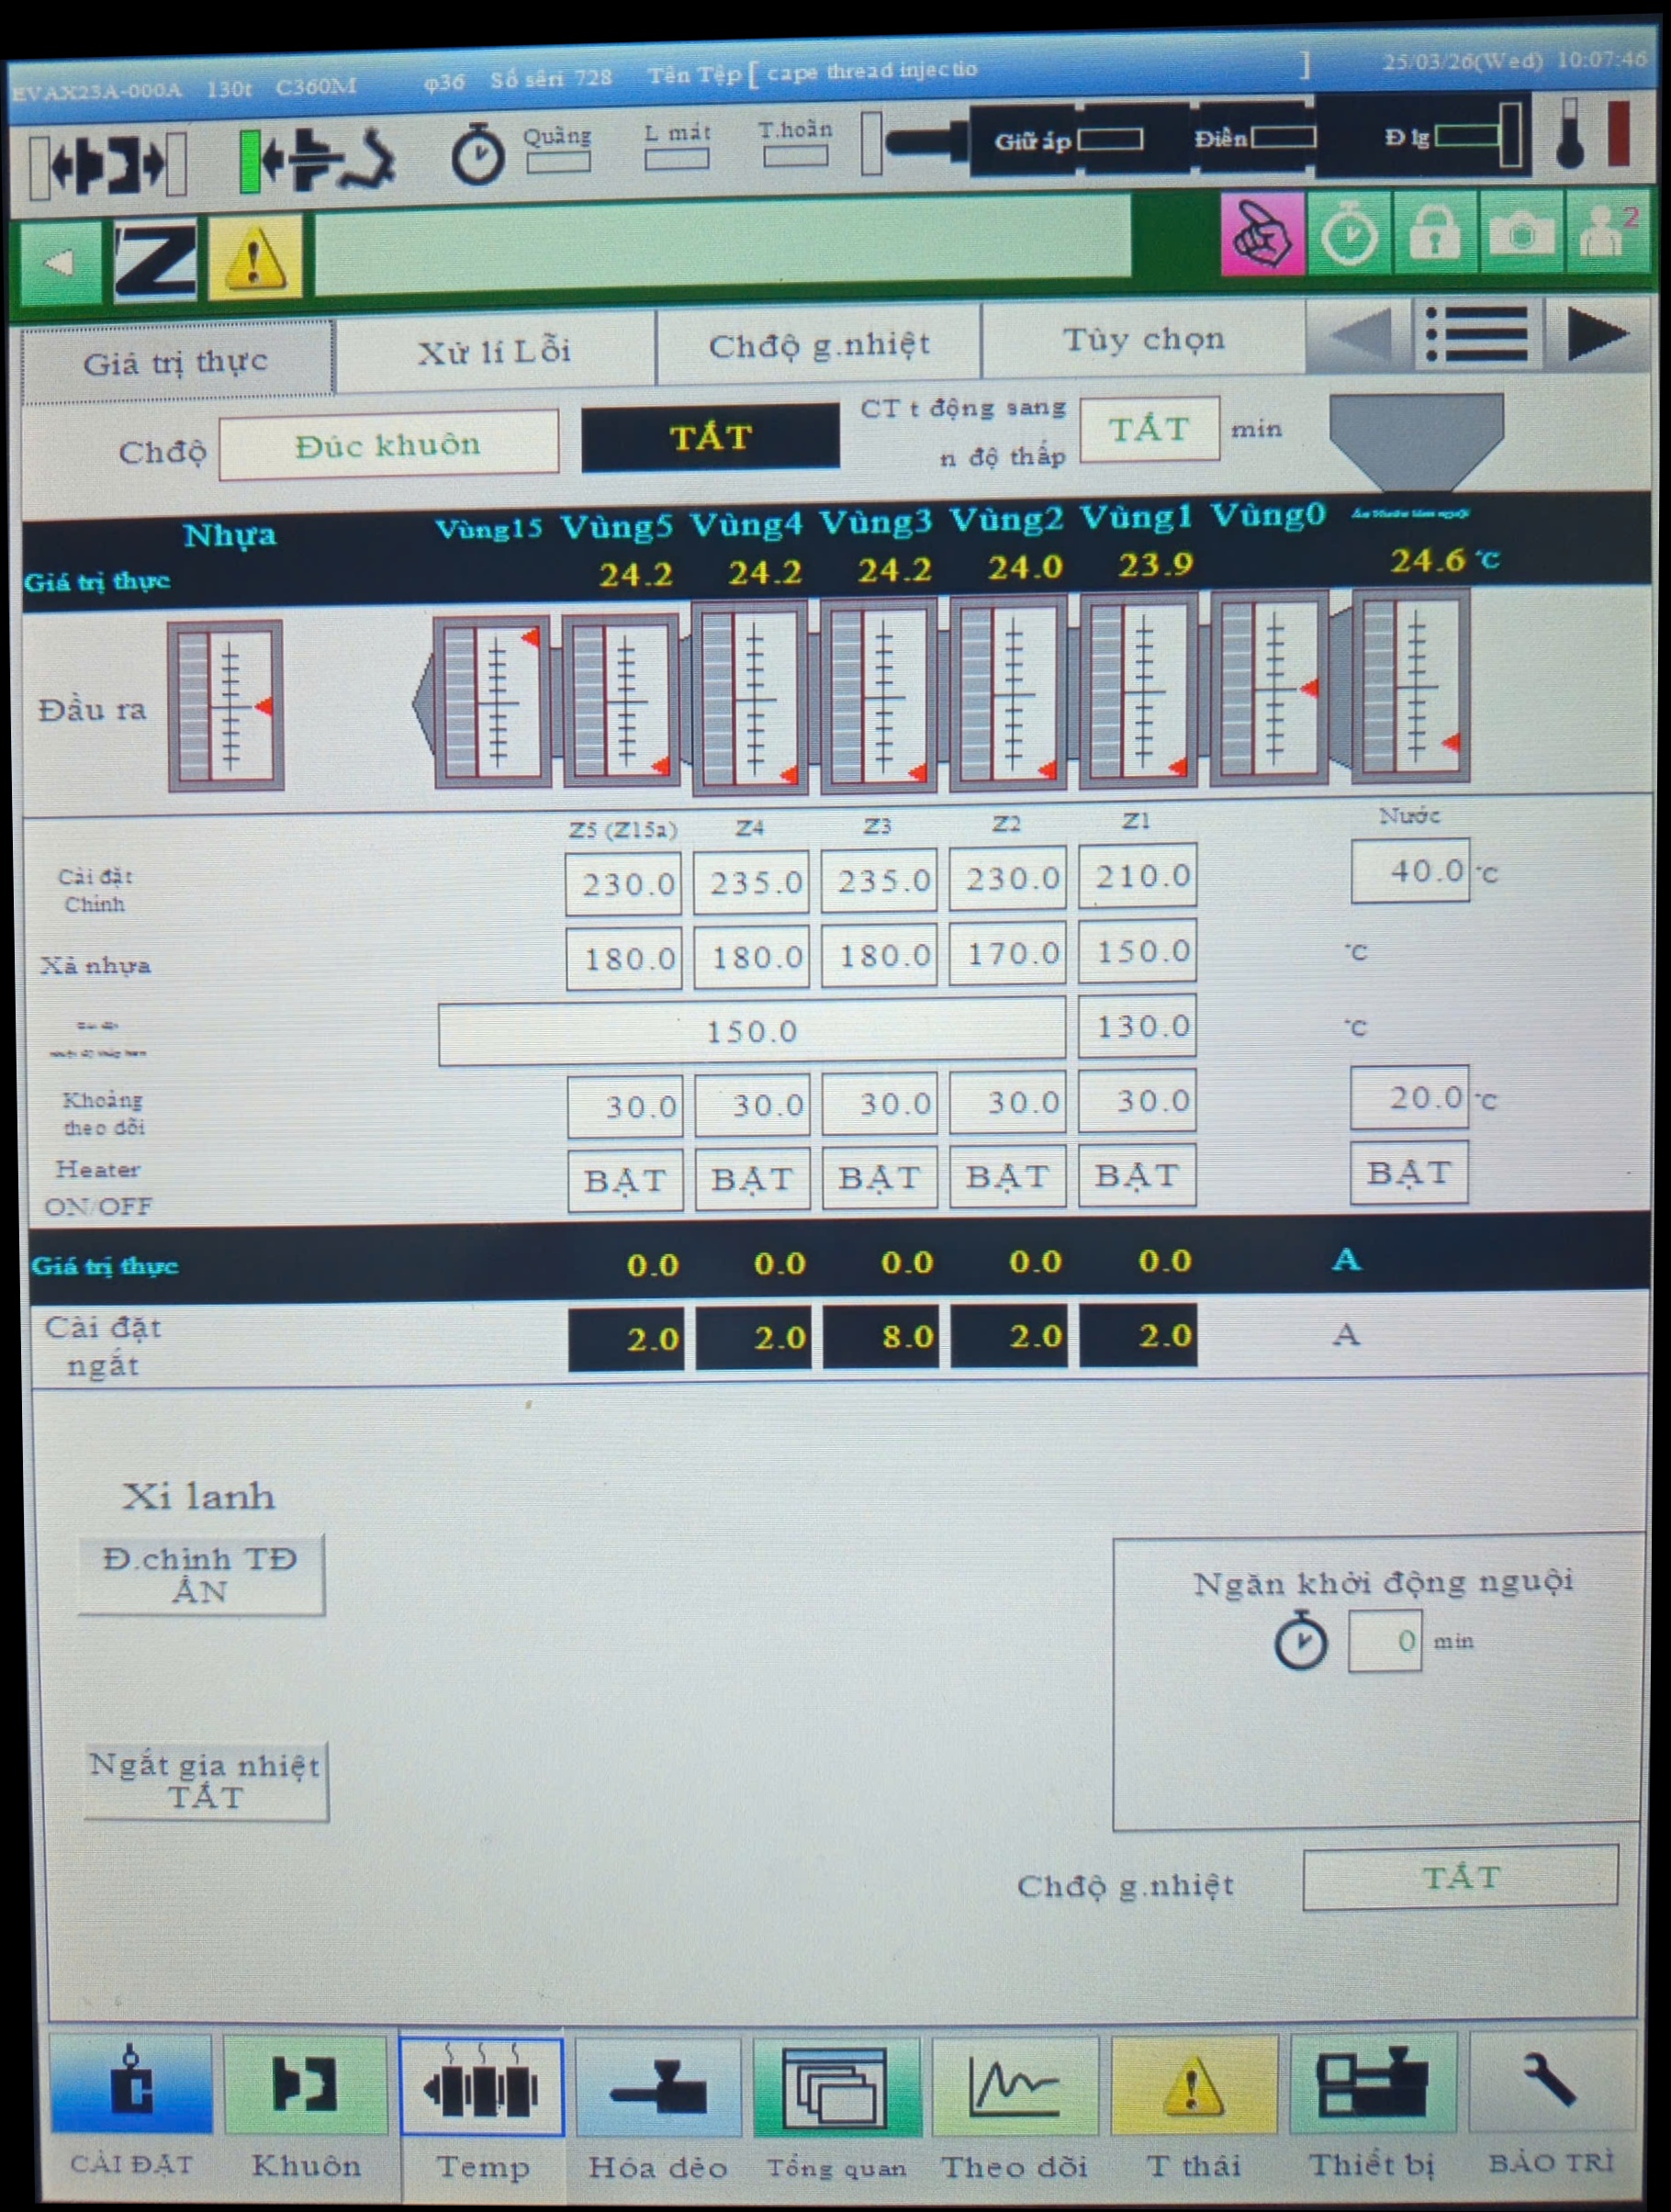 EVAX23A-000A 130t C360M φ36 Số sêri 728 Tên Tệp [ cape thread injectio ] 25/03/26(Wed) 10:07:46
Quãng L mát T.hoãn Giữ áp Điền Đ lg
Z
2
Giá trị thực Xử lí Lỗi Chđộ g.nhiệt Tùy chọn
Chđộ Đúc khuôn TẮT CT t động sang TẮT min
n độ thấp
Nhựa Vùng15 Vùng5 Vùng4 Vùng3 Vùng2 Vùng1 Vùng0
Giá trị thực 24.2 24.2 24.2 24.0 23.9 24.6 °C
Đầu ra
Z5 (Z15a) Z4 Z3 Z2 Z1 Nước
Cài đặt
Chính 230.0 235.0 235.0 230.0 210.0 40.0 °C
Xả nhựa 180.0 180.0 180.0 170.0 150.0 °C
150.0 130.0 °C
Khoảng
theo dõi 30.0 30.0 30.0 30.0 30.0 20.0 °C
Heater
ON/OFF BẬT BẬT BẬT BẬT BẬT BẬT
Giá trị thực 0.0 0.0 0.0 0.0 0.0 A
Cài đặt
ngắt 2.0 2.0 8.0 2.0 2.0 A
Xi lanh
Đ.chỉnh TĐ
ẨN
Ngăn khởi động nguội
0 min
Ngắt gia nhiệt
TẮT
Chđộ g.nhiệt TẮT
CÀI ĐẶT Khuôn Temp Hóa dẻo Tổng quan Theo dõi T thái Thiết bị BẢO TRÌ